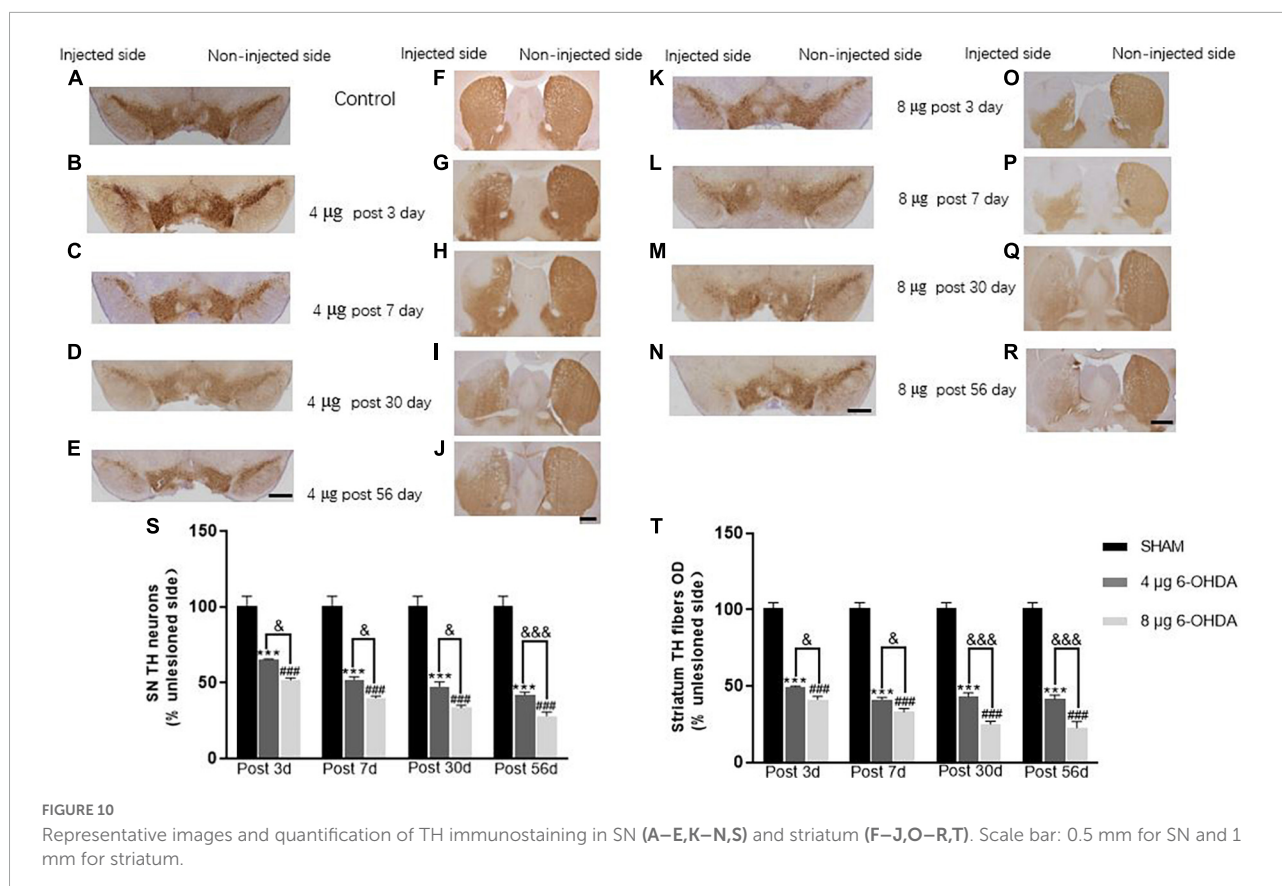 Injected side Non-injected side Injected side Non-injected side Injected side Non-injected side Injected side Non-injected side
A
Control
F
K
8 μg post 3 day
O
B
4 μg post 3 day
G
L
8 μg post 7 day
P
C
4 μg post 7 day
H
M
8 μg post 30 day
Q
D
4 μg post 30 day
I
N
8 μg post 56 day
R
E
4 μg post 56 day
J
S
SN TH neurons
(% unlesioned side)
150
100
50
0
& & & &&&
*** *** *** ***
### ### ### ###
Post 3d Post 7d Post 30d Post 56d
T
Striatum TH fibers OD
(% unlesioned side)
150
100
50
0
& & &&& &&&
*** *** *** ***
### ### ### ###
Post 3d Post 7d Post 30d Post 56d
SHAM
4 μg 6-OHDA
8 μg 6-OHDA
FIGURE 10
Representative images and quantification of TH immunostaining in SN (A–E,K–N,S) and striatum (F–J,O–R,T). Scale bar: 0.5 mm for SN and 1
mm for striatum.